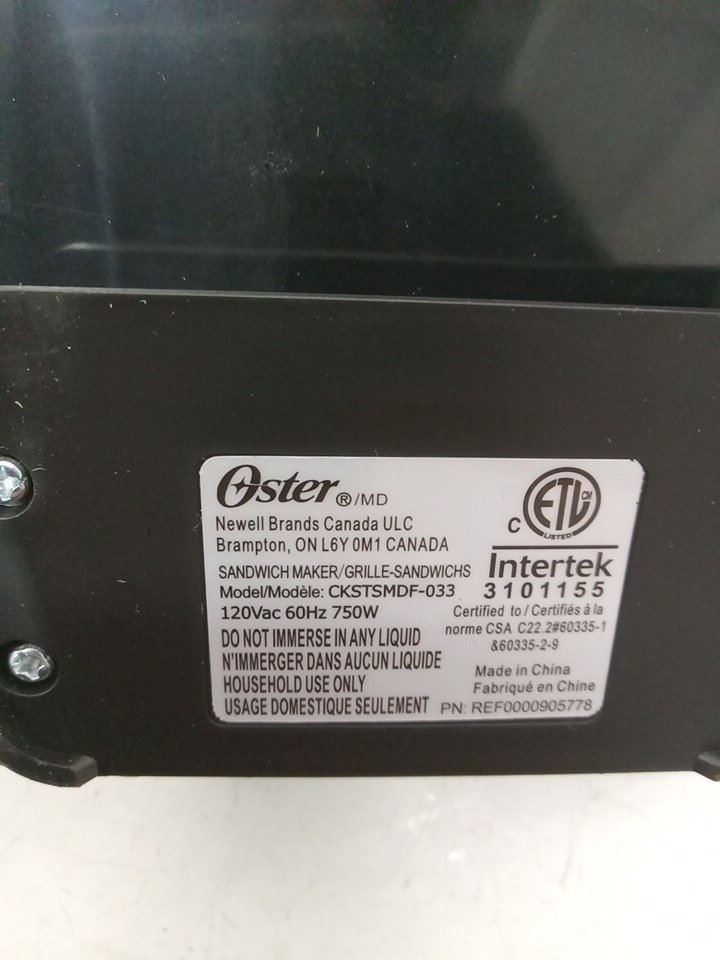 Oster®/MD
Newell Brands Canada ULC
Brampton, ON L6Y 0M1 CANADA
SANDWICH MAKER/GRILLE-SANDWICHS
Model/Modèle: CKSTSMDF-033
120Vac 60Hz 750W
DO NOT IMMERSE IN ANY LIQUID
N'IMMERGER DANS AUCUN LIQUIDE
HOUSEHOLD USE ONLY
USAGE DOMESTIQUE SEULEMENT
C ETL CM
LISTED
Intertek
3101155
Certified to / Certifiés à la
norme CSA C22.2#60335-1
&60335-2-9
Made in China
Fabriqué en Chine
PN: REF0000905778